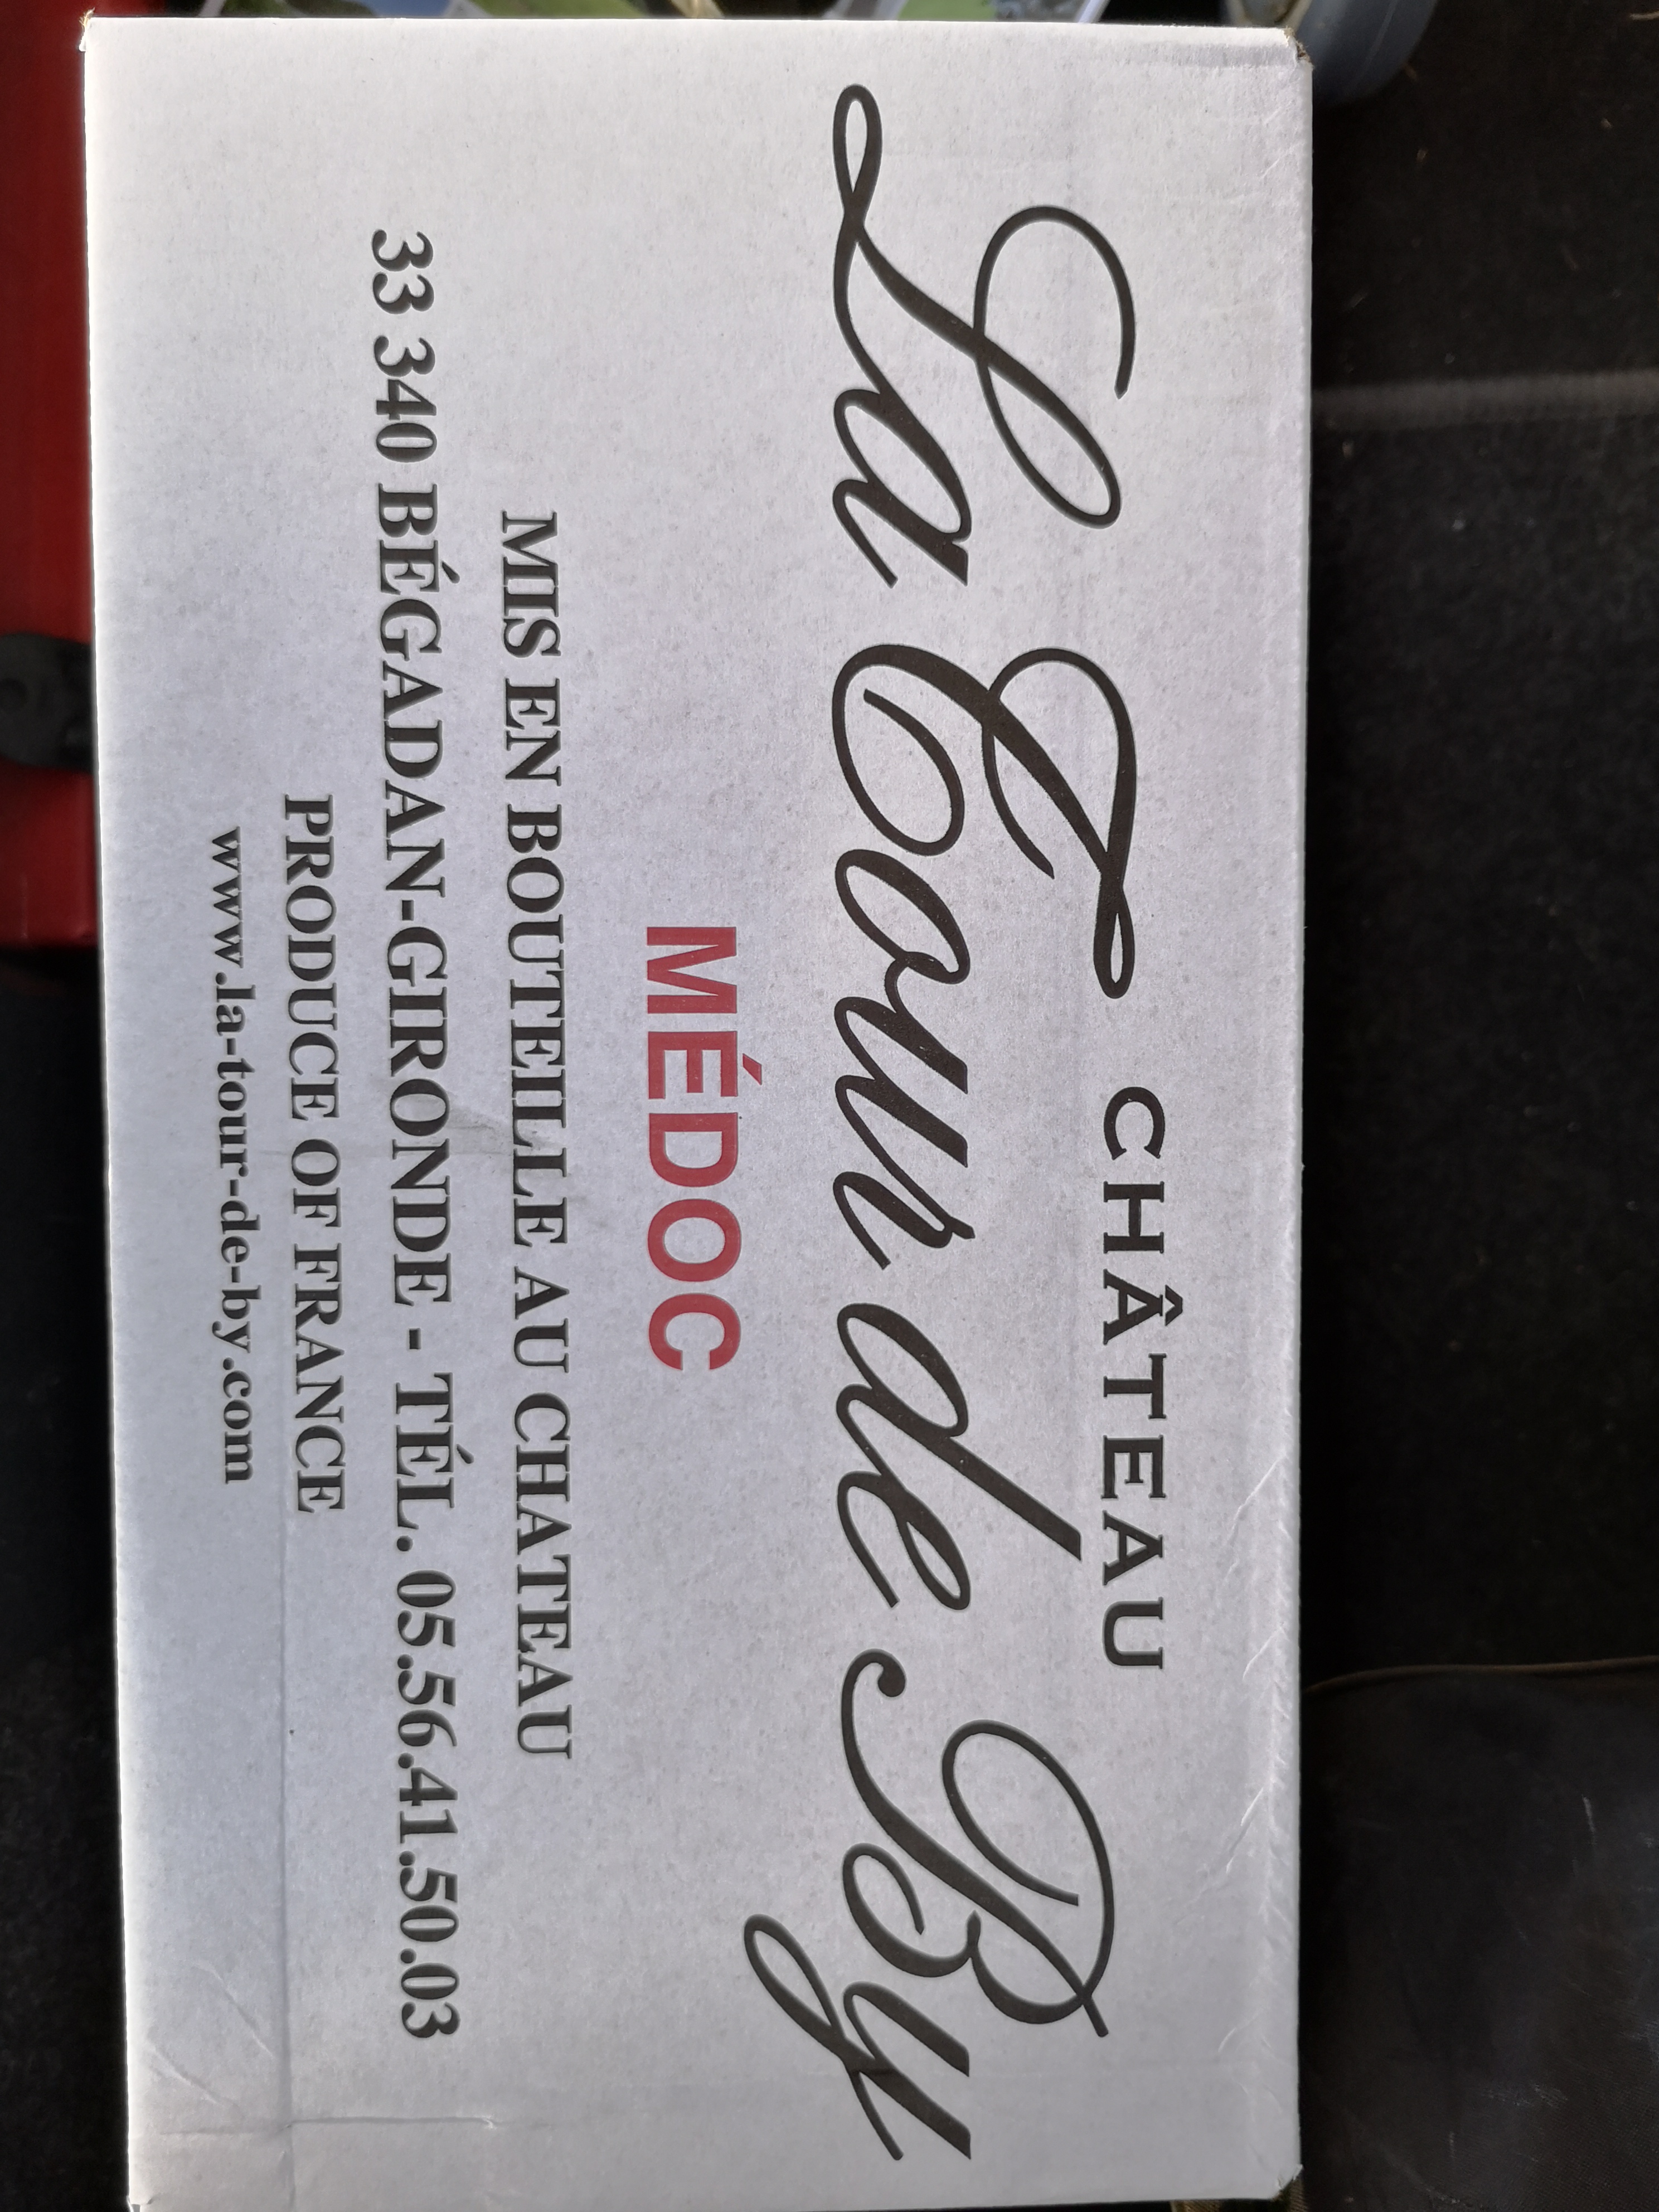 CHÂTEAU
La Tour de By
MÉDOC
MIS EN BOUTEILLE AU CHATEAU
33 340 BÉGADAN-GIRONDE - TÉL. 05.56.41.50.03
PRODUCE OF FRANCE
www.la-tour-de-by.com